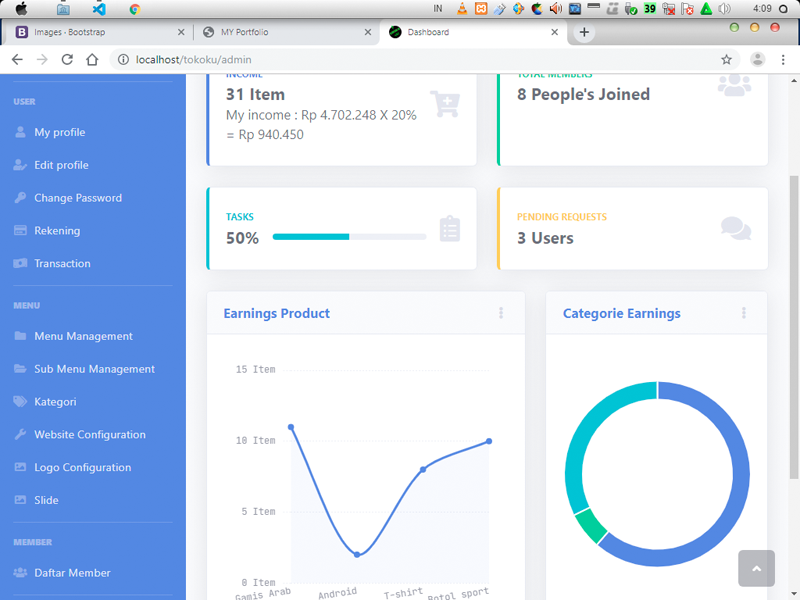 IN
39
4:09
B Images · Bootstrap
MY Portfolio
Dashboard
localhost/tokoku/admin
USER
My profile
Edit profile
Change Password
Rekening
Transaction
MENU
Menu Management
Sub Menu Management
Kategori
Website Configuration
Logo Configuration
Slide
MEMBER
Daftar Member
INCOME
31 Item
My income : Rp 4.702.248 X 20%
= Rp 940.450
TOTAL MEMBERS
8 People's Joined
TASKS
50%
PENDING REQUESTS
3 Users
Earnings Product
15 Item
10 Item
5 Item
0 Item
Gamis Arab
Android
T-shirt
Botol sport
Categorie Earnings